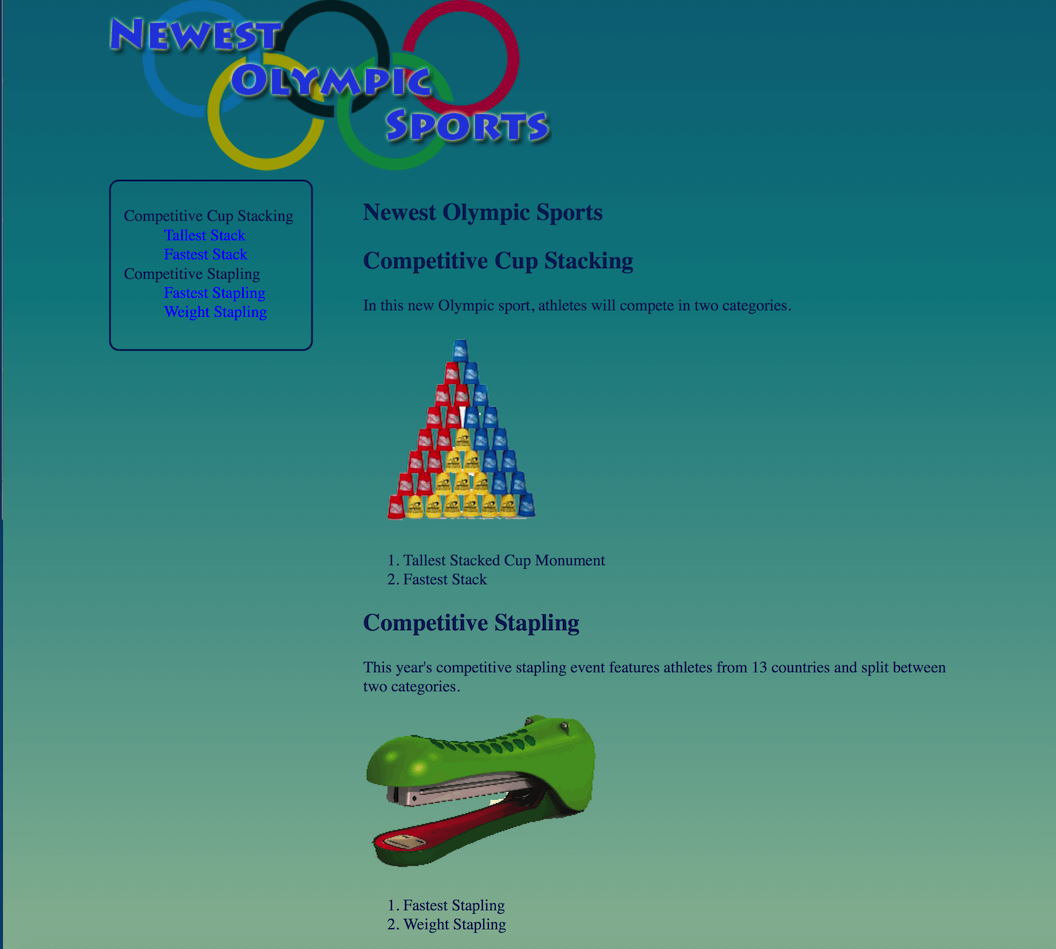 Newest
Olympic
Sports
Competitive Cup Stacking
Tallest Stack
Fastest Stack
Competitive Stapling
Fastest Stapling
Weight Stapling
Newest Olympic Sports
Competitive Cup Stacking
In this new Olympic sport, athletes will compete in two categories.
1. Tallest Stacked Cup Monument
2. Fastest Stack
Competitive Stapling
This year's competitive stapling event features athletes from 13 countries and split between
two categories.
1. Fastest Stapling
2. Weight Stapling